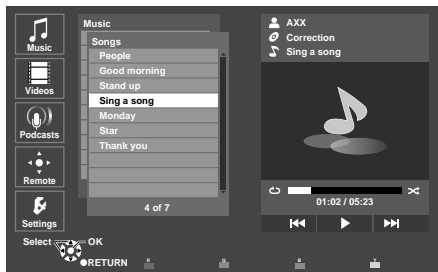 Music
Videos
Podcasts
Remote
Settings
Select
OK
RETURN
Music
Songs
People
Good morning
Stand up
Sing a song
Monday
Star
Thank you
4 of 7
AXX
Correction
Sing a song
01:02 / 05:23
R
G
B
Y